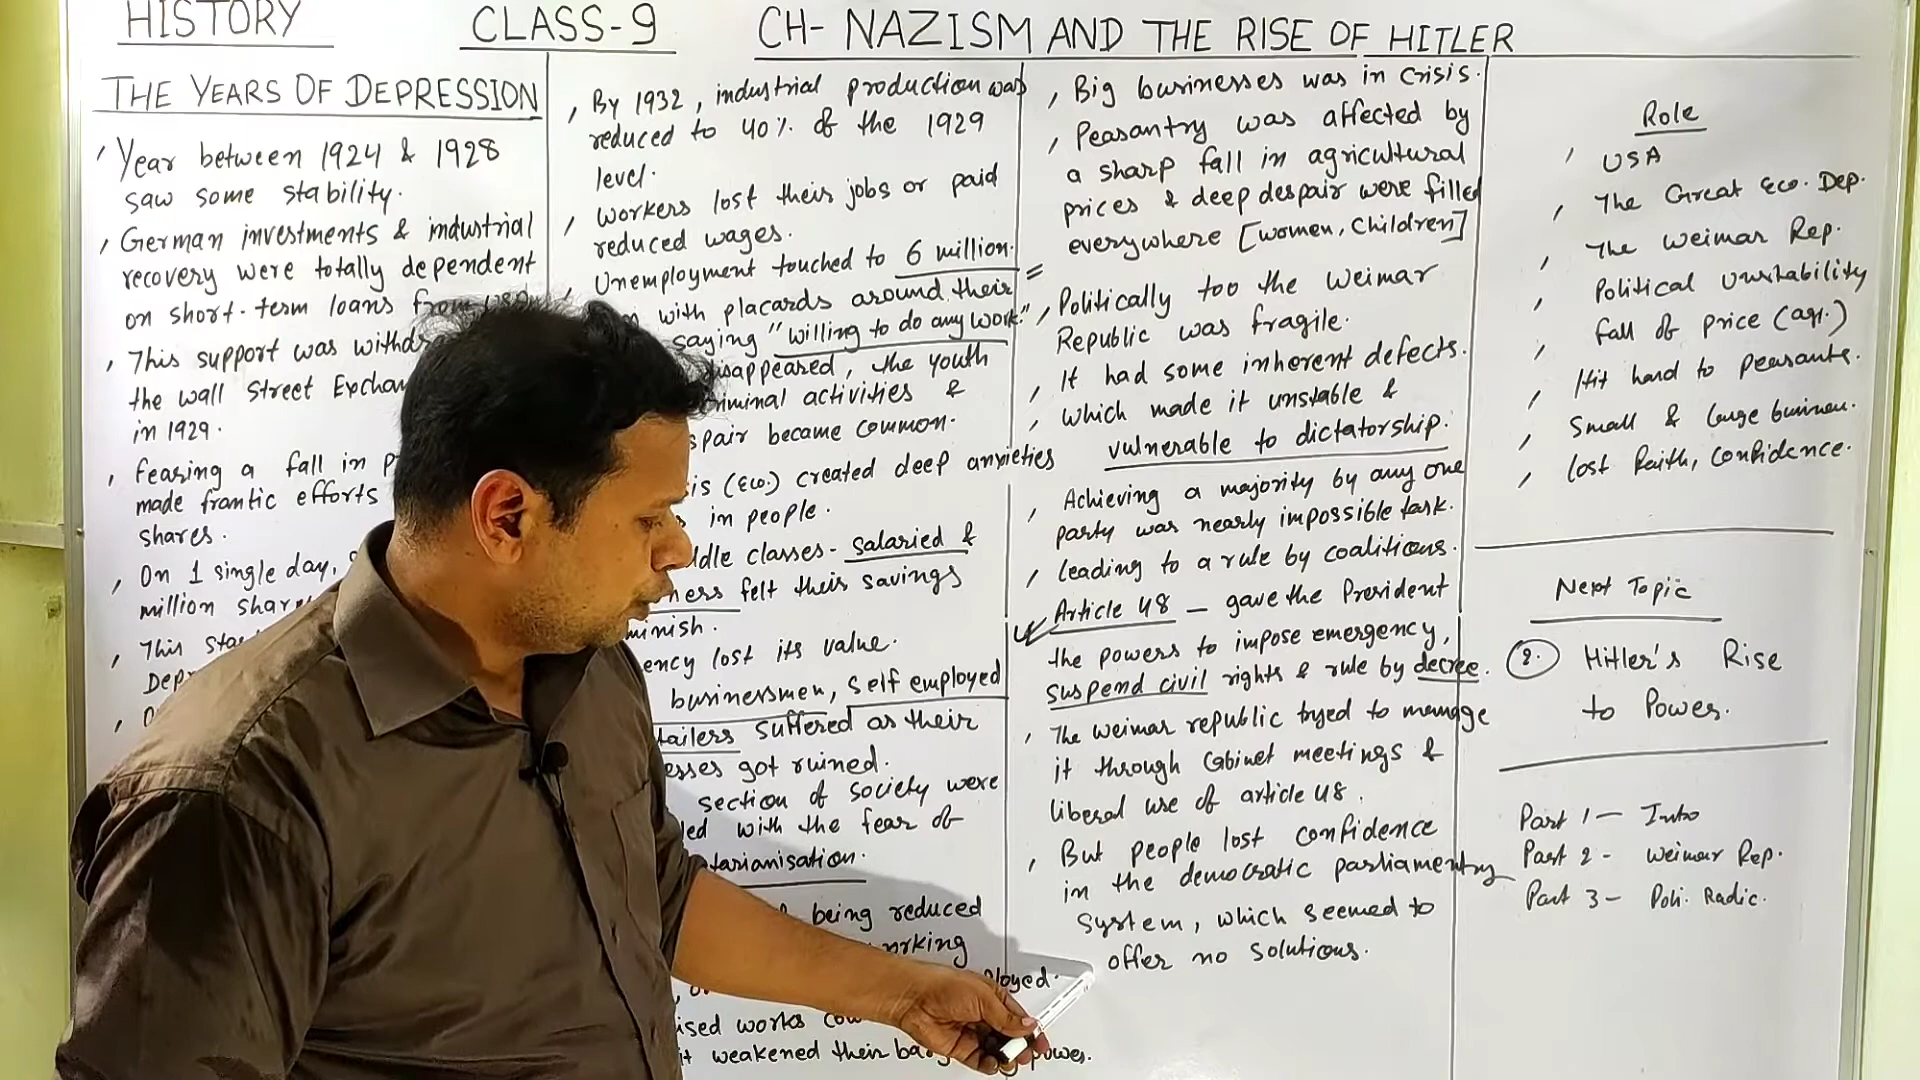 HISTORY
CLASS-9
CH- NAZISM AND THE RISE OF HITLER
THE YEARS OF DEPRESSION
Year between 1924 & 1928
saw some stability.
German investments & industrial
recovery were totally dependent
on short-term loans from
This support was
the Wall Street
in 1929.
Fearing a fall in
made frantic efforts
shares.
On 1 single day,
million
This
By 1932, industrial production was
reduced to 40% of the 1929
level.
Workers lost their jobs or paid
reduced wages.
Unemployment touched to 6 million.
with placards around their
saying "willing to do any work."
disappeared, the youth
criminal activities &
became common.
(Eco.) created deep anxieties
in people.
classes- salaried &
felt their savings
lost its value.
businessmen, self employed
suffered as their
got ruined.
section of society were
with the fear of
being reduced
works
it weakened their power.
Big businesses was in crisis.
Peasantry was affected by
a sharp fall in agricultural
prices & deep despair were filled
everywhere [women, children]
Politically too the Weimar
Republic was fragile.
It had some inherent defects.
which made it unstable &
vulnerable to dictatorship.
Achieving a majority by any one
party was nearly impossible task.
leading to a rule by coalitions.
Article 48 - gave the President
the powers to impose emergency,
suspend civil rights & rule by decree.
The Weimar republic tryed to manage
it through Cabinet meetings &
liberal use of article 48.
But people lost confidence
in the democratic parliamentry
system, which seemed to
offer no solutions.
Role
USA
The Great Eco. Dep.
The Weimar Rep.
Political Unstability
fall of price (agr.)
Hit hard to peasants.
Small & large
lost faith, confidence.
Next Topic
Hitler's Rise
to Power.
Part 1 - Intro
Part 2 - Weimar Rep.
Part 3 - Poli. Radic.